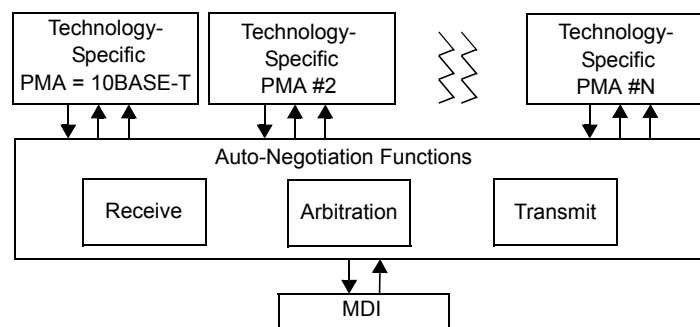 Technology-
Specific
PMA = 10BASE-T
Technology-
Specific
PMA #2
Technology-
Specific
PMA #N
Auto-Negotiation Functions
Receive
Arbitration
Transmit
MDI